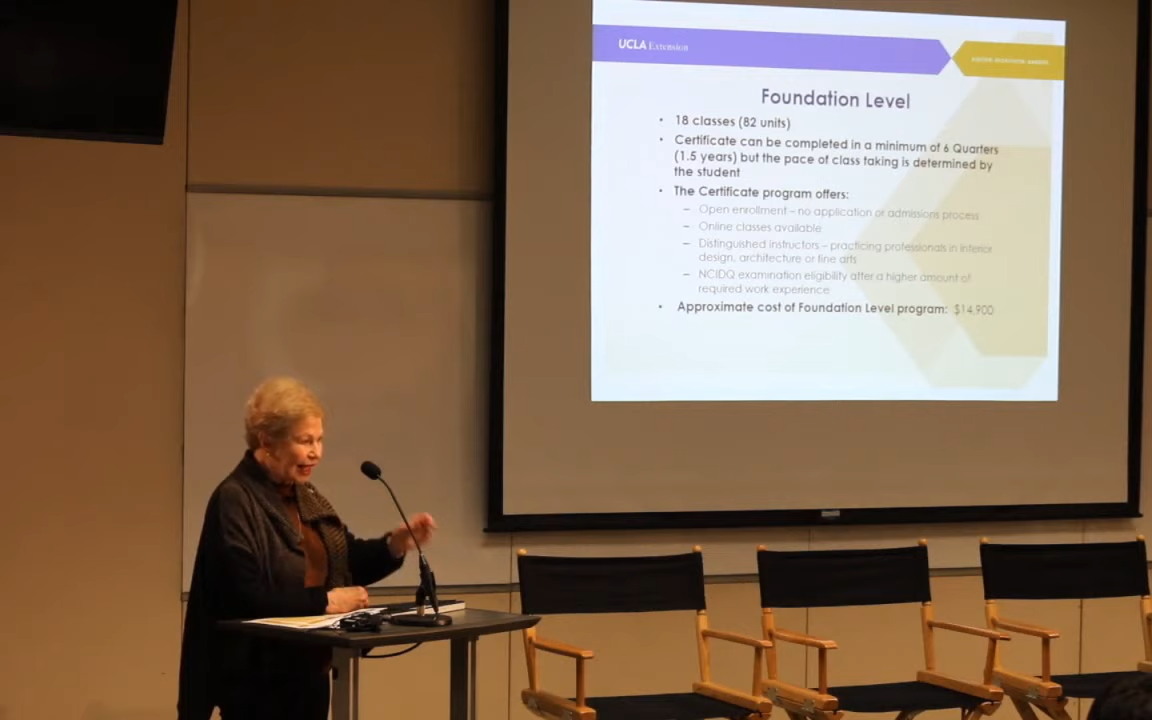 UCLA Extension
Foundation Level
• 18 classes (82 units)
• Certificate can be completed in a minimum of 6 Quarters
(1.5 years) but the pace of class taking is determined by
the student
• The Certificate program offers:
– Open enrollment – no application or admissions process
– Online classes available
– Distinguished instructors – practicing professionals in interior
design, architecture or fine arts
– NCIDQ examination eligibility after a higher amount of
required work experience
• Approximate cost of Foundation Level program: $14,900